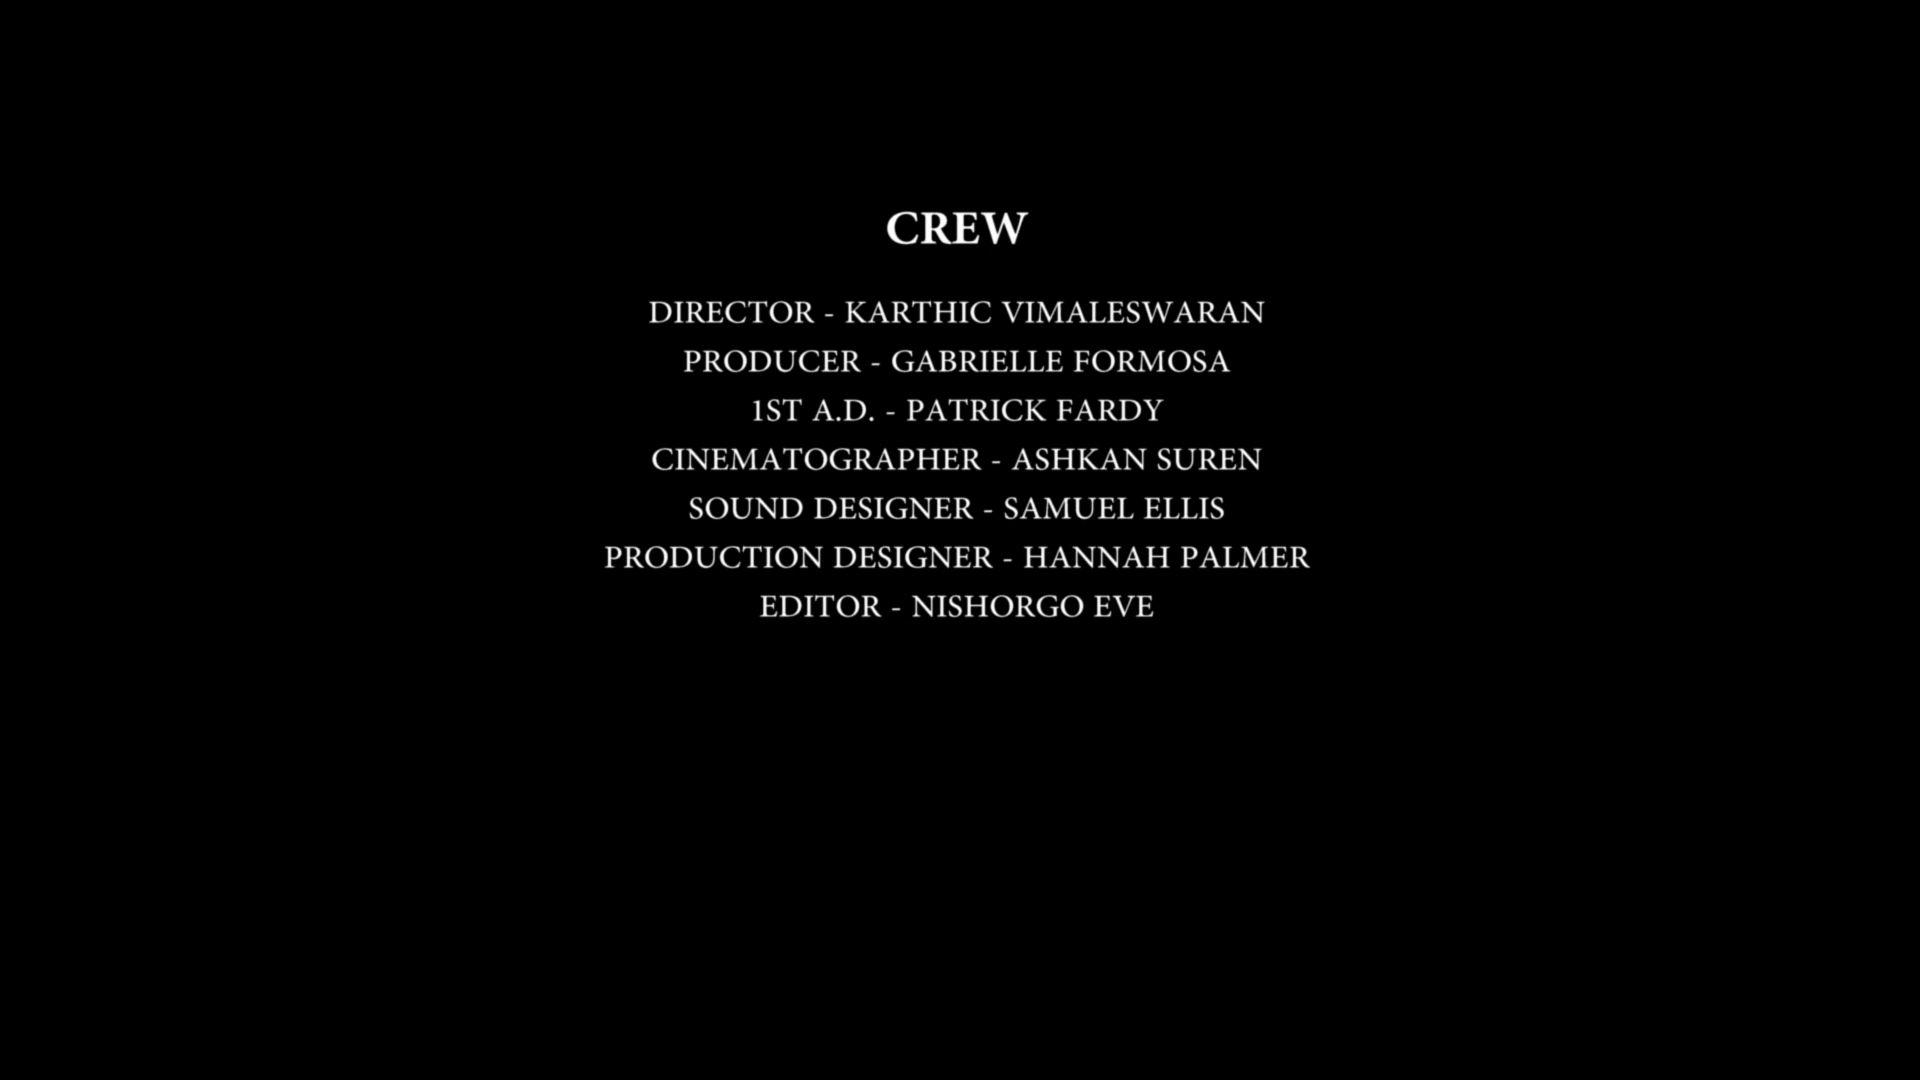 CREW
DIRECTOR - KARTHIC VIMALESWARAN
PRODUCER - GABRIELLE FORMOSA
1ST A.D. - PATRICK FARDY
CINEMATOGRAPHER - ASHKAN SUREN
SOUND DESIGNER - SAMUEL ELLIS
PRODUCTION DESIGNER - HANNAH PALMER
EDITOR - NISHORGO EVE